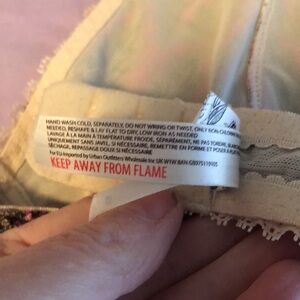 HAND WASH COLD, SEPARATELY, DO NOT WRING OR TWIST, ONLY NON-CHLORINE
NEEDED, RESHAPE & LAY FLAT TO DRY, LOW IRON AS NEEDED
LAVAGE À LA MAIN À TEMPÉRATURE FROIDE, SÉPARÉMENT, NE PAS TORDRE,
UNIQUEMENT SANS JAVEL, SI NÉCESSAIRE, REMETTRE EN FORME ET POSER À PLAT
SÉCHAGE, REPASSAGE DOUX SI NÉCESSAIRE
For EU:Imported by Urban Outfitters Wholesale Inc UK
KEEP AWAY FROM FLAME